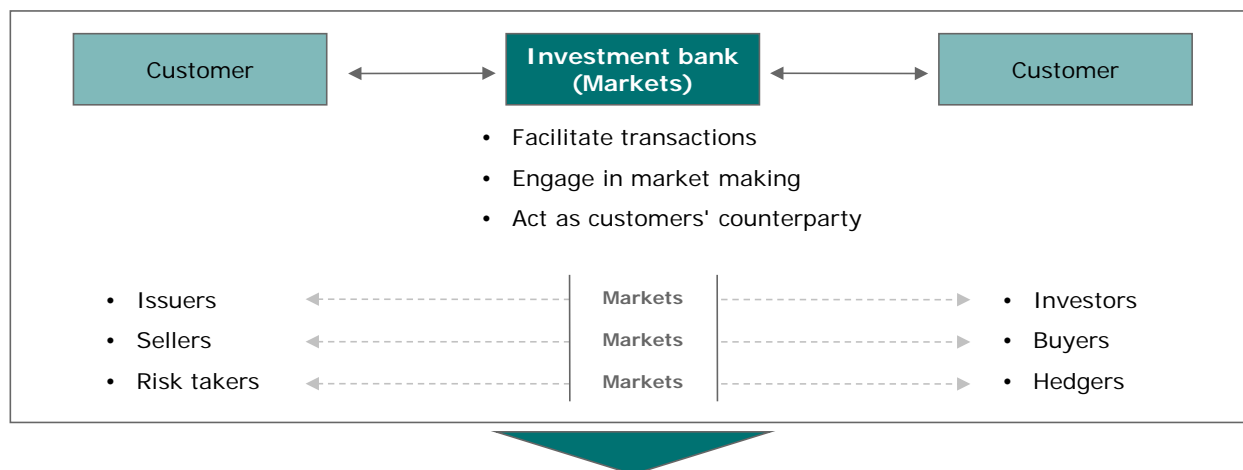 Customer
Investment bank
(Markets)
Customer
• Facilitate transactions
• Engage in market making
• Act as customers' counterparty
• Issuers
Markets
• Investors
• Sellers
Markets
• Buyers
• Risk takers
Markets
• Hedgers